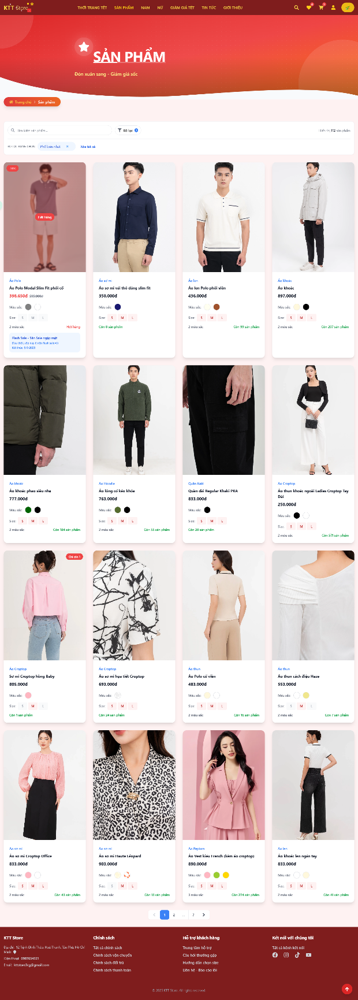 KTT Store
THỜI TRANG TẾT
SẢN PHẨM
NAM
NỮ
GIẢM GIÁ TẾT
TIN TỨC
GIỚI THIỆU
SẢN PHẨM
Đón xuân sang - Giảm giá sốc
Trang chủ
Sản phẩm
Tìm kiếm sản phẩm...
Bộ lọc 1
Hiển thị 112 sản phẩm
BỘ LỌC ĐANG CHỌN:
Phổ biến nhất ×
Xóa tất cả
Hết hàng
Áo Polo
Áo Polo Modal Slim Fit phối cổ
398.650đ 595.000đ
Màu sắc:
Size: S M L
2 màu sắc Hết hàng
Flash Sale - Săn Sale ngập mặt
Kết thúc: 5/1/2026
Áo sơ mi
Áo sơ mi vải thô dáng slim fit
350.000đ
Màu sắc:
Size: S M L
Còn 8 sản phẩm
Áo len
Áo len Polo phối viền
436.000đ
Màu sắc:
Size: S M L
2 màu sắc Còn 99 sản phẩm
Áo khoác
Áo khoác
897.000đ
Màu sắc:
Size: S M L
2 màu sắc Còn 207 sản phẩm
Áo khoác
Áo khoác phao siêu nhẹ
777.000đ
Màu sắc:
Size: S M L
2 màu sắc Còn 184 sản phẩm
Áo Hoodie
Áo lông cổ kéo khóa
763.000đ
Màu sắc:
Size: S M L
2 màu sắc Còn 55 sản phẩm
Quần Kaki
Quần dài Regular Khaki PKA
833.000đ
Màu sắc:
Size: S M L
Còn 20 sản phẩm
Áo Croptop
Áo thun khoác ngoài Ladies Croptop Tay
Dài
250.000đ
Màu sắc:
Size: S M L
2 màu sắc Còn 571 sản phẩm
Chỉ còn 1
Áo Croptop
Sơ mi Croptop hồng Baby
805.000đ
Màu sắc:
Size: S M L
Còn 1 sản phẩm
Áo Croptop
Áo sơ mi họa tiết Croptop
693.000đ
Màu sắc:
Size: S M L
Còn 24 sản phẩm
Áo thun
Áo Polo cổ viền
483.000đ
Màu sắc:
Size: S M L
2 màu sắc Còn 16 sản phẩm
Áo thun
Áo thun cách điệu Haze
553.000đ
Màu sắc:
Size: S M L
2 màu sắc Còn 7 sản phẩm
Áo sơ mi
Áo sơ mi Croptop Office
833.000đ
Màu sắc:
Size: S M L
2 màu sắc Còn 43 sản phẩm
Áo sơ mi
Áo sơ mi Haute Léopard
903.000đ
Màu sắc:
Size: S M L
2 màu sắc Còn 13 sản phẩm
Áo Peplum
Áo Vest kiểu French (kèm áo croptop)
890.000đ
Màu sắc:
Size: S M L
3 màu sắc Còn 274 sản phẩm
Áo len
Áo khoác len ngắn tay
833.000đ
Màu sắc:
Size: S M L
2 màu sắc Còn 41 sản phẩm
1 2 ... 7
KTT Store
Địa chỉ: 12 Trịnh Đình Thảo, Hoà Thạnh, Tân Phú, Hồ Chí
Minh
Điện thoại: 0987654321
Email: kttstore3cg@gmail.com
Chính sách
Tất cả chính sách
Chính sách vận chuyển
Chính sách đổi trả
Chính sách thanh toán
Hỗ trợ khách hàng
Trung tâm hỗ trợ
Câu hỏi thường gặp
Hướng dẫn chọn size
Liên hệ - Báo cáo lỗi
Kết nối với chúng tôi
Tất cả kênh kết nối
© 2025 KTT Store. All rights reserved.